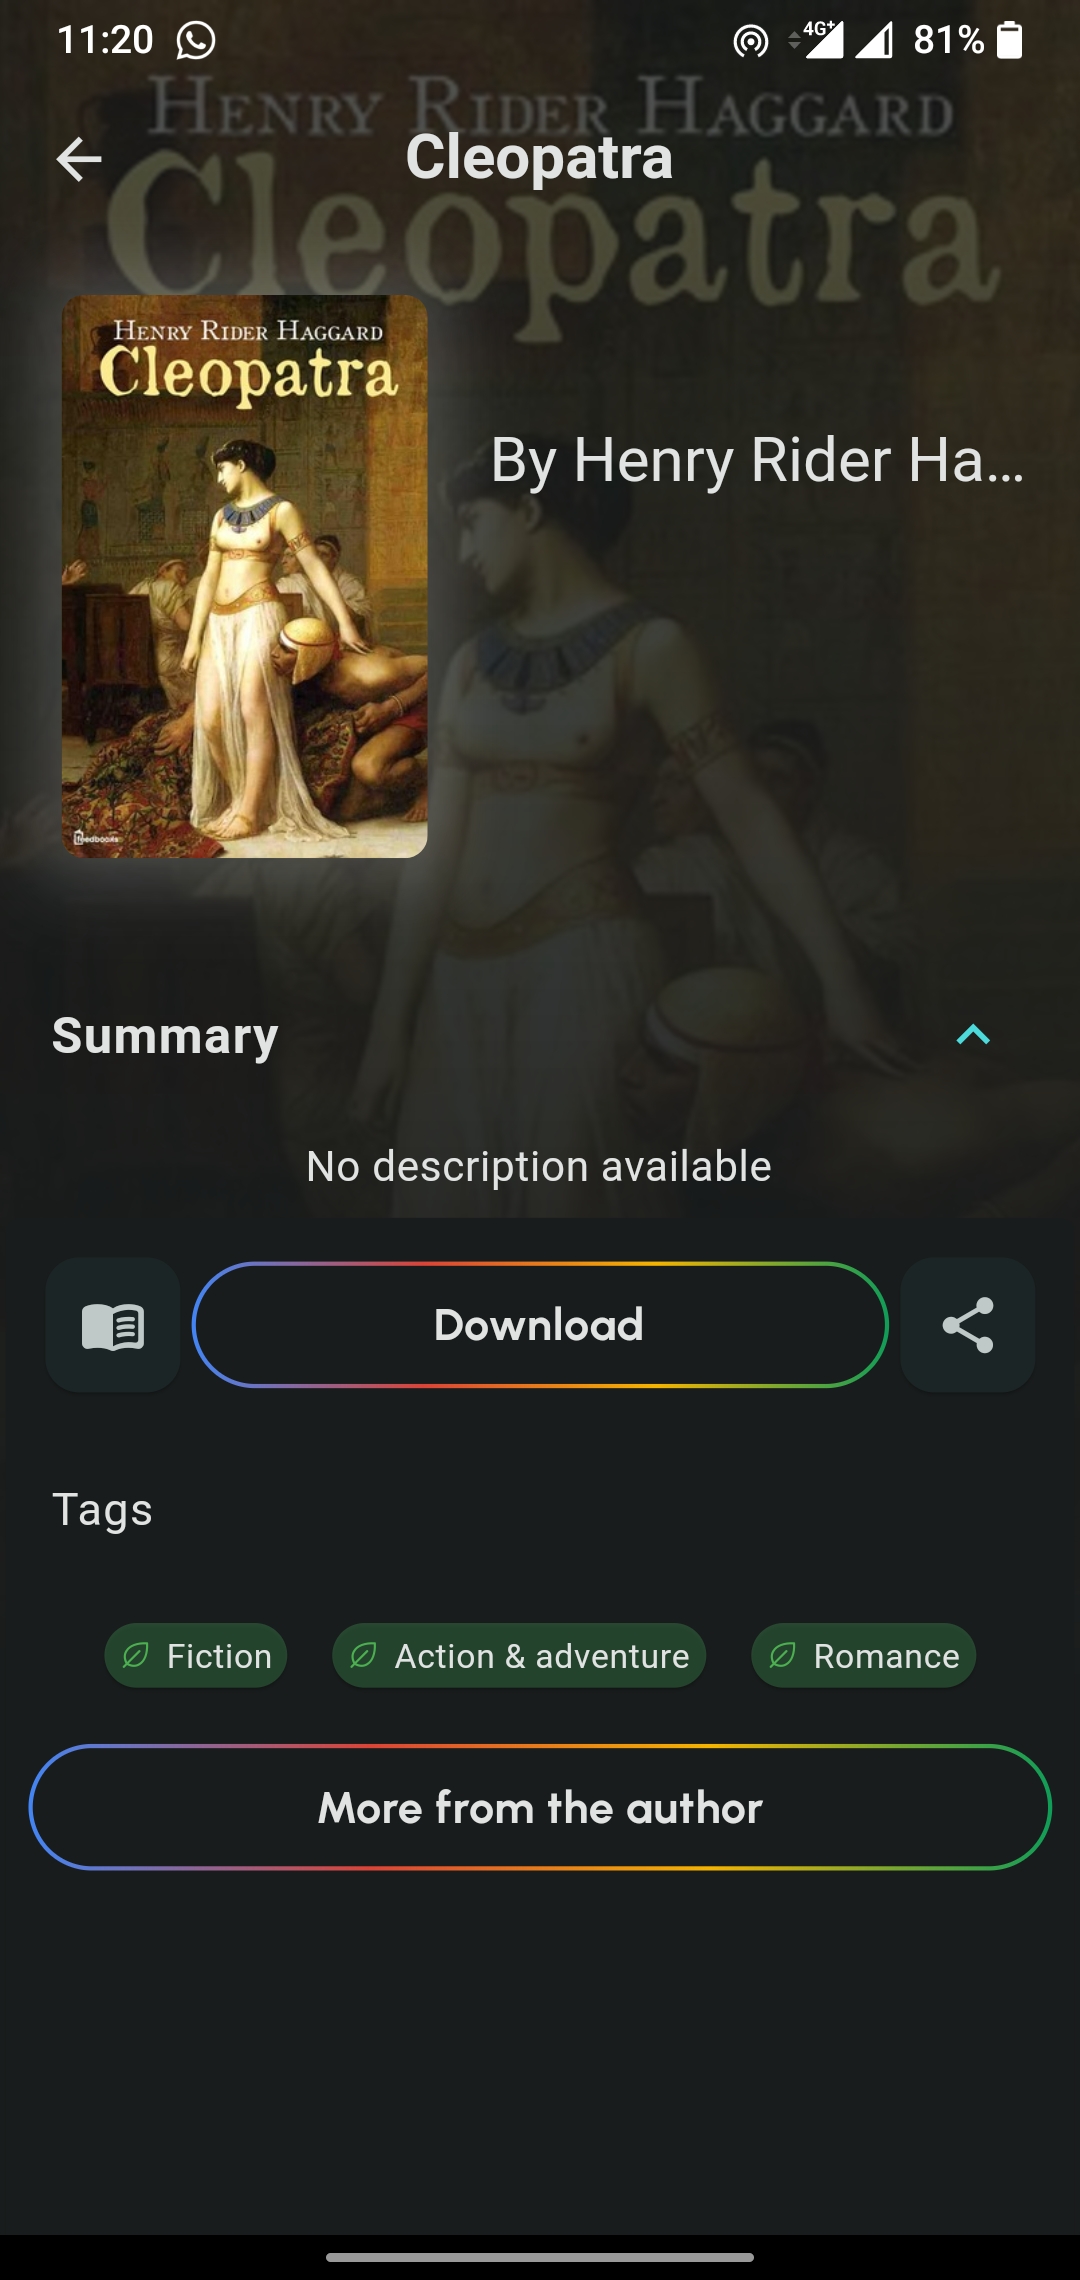 11:20
4G+ 81%
HENRY RIDER HAGGARD
Cleopatra
Cleopatra
HENRY RIDER HAGGARD
Cleopatra
By Henry Rider Ha...
feedbooks
Summary
No description available
Download
Tags
Fiction Action & adventure Romance
More from the author